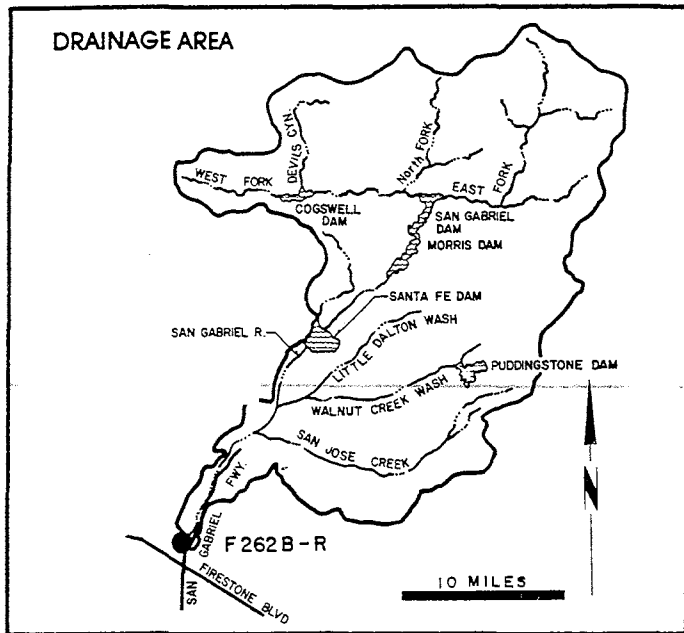 DRAINAGE AREA
DEVILS CYN.
North FORK
WEST FORK
EAST FORK
COGSWELL DAM
SAN GABRIEL DAM
MORRIS DAM
SANTA FE DAM
SAN GABRIEL R.
LITTLE DALTON WASH
PUDDINGSTONE DAM
WALNUT CREEK WASH
SAN JOSE CREEK
SAN GABRIEL FWY.
F262B-R
FIRESTONE BLVD
N
10 MILES